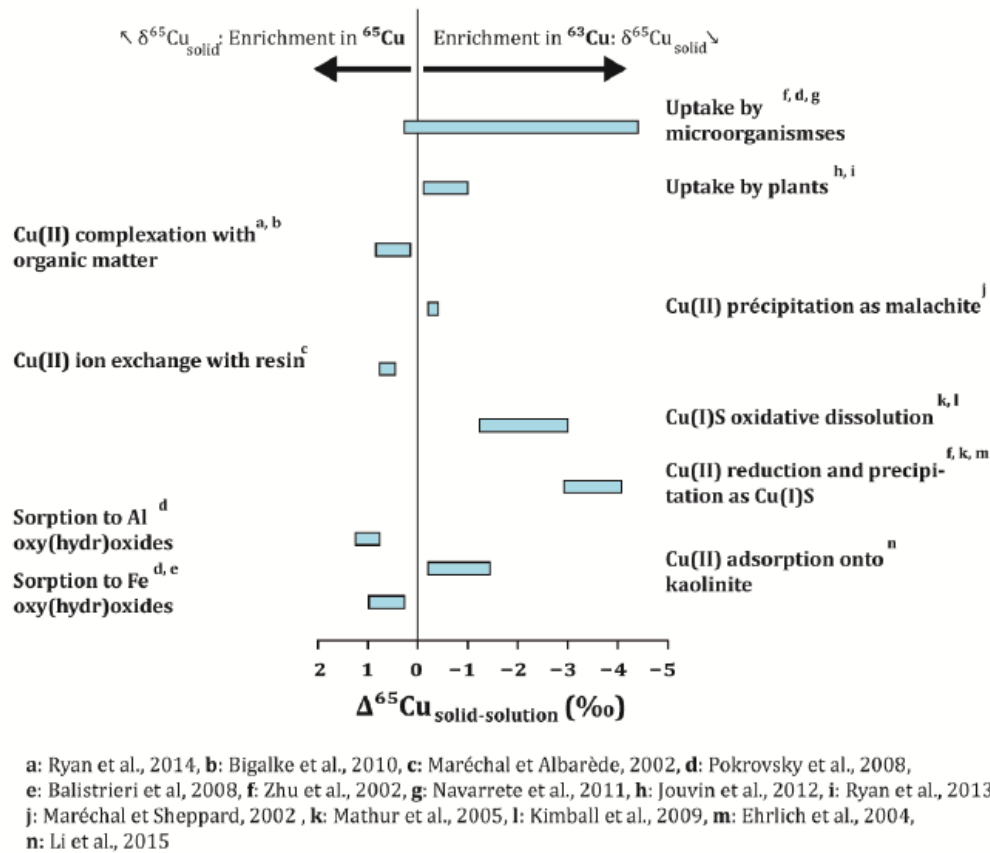 ↖ δ⁶⁵Cu solid: Enrichment in ⁶⁵Cu
Enrichment in ⁶³Cu: δ⁶⁵Cu solid ↘
Uptake by f, d, g
microorganismses
Uptake by plants h, i
Cu(II) complexation with a, b
organic matter
Cu(II) précipitation as malachite j
Cu(II) ion exchange with resin c
Cu(I)S oxidative dissolution k, l
Cu(II) reduction and precipi- f, k, m
tation as Cu(I)S
Sorption to Al d
oxy(hydr)oxides
Cu(II) adsorption onto n
kaolinite
Sorption to Fe d, e
oxy(hydr)oxides
2 1 0 −1 −2 −3 −4 −5
Δ⁶⁵Cu solid-solution (‰)
a: Ryan et al., 2014, b: Bigalke et al., 2010, c: Maréchal et Albarède, 2002, d: Pokrovsky et al., 2008,
e: Balistrieri et al, 2008, f: Zhu et al., 2002, g: Navarrete et al., 2011, h: Jouvin et al., 2012, i: Ryan et al., 2013
j: Maréchal et Sheppard, 2002 , k: Mathur et al., 2005, l: Kimball et al., 2009, m: Ehrlich et al., 2004,
n: Li et al., 2015